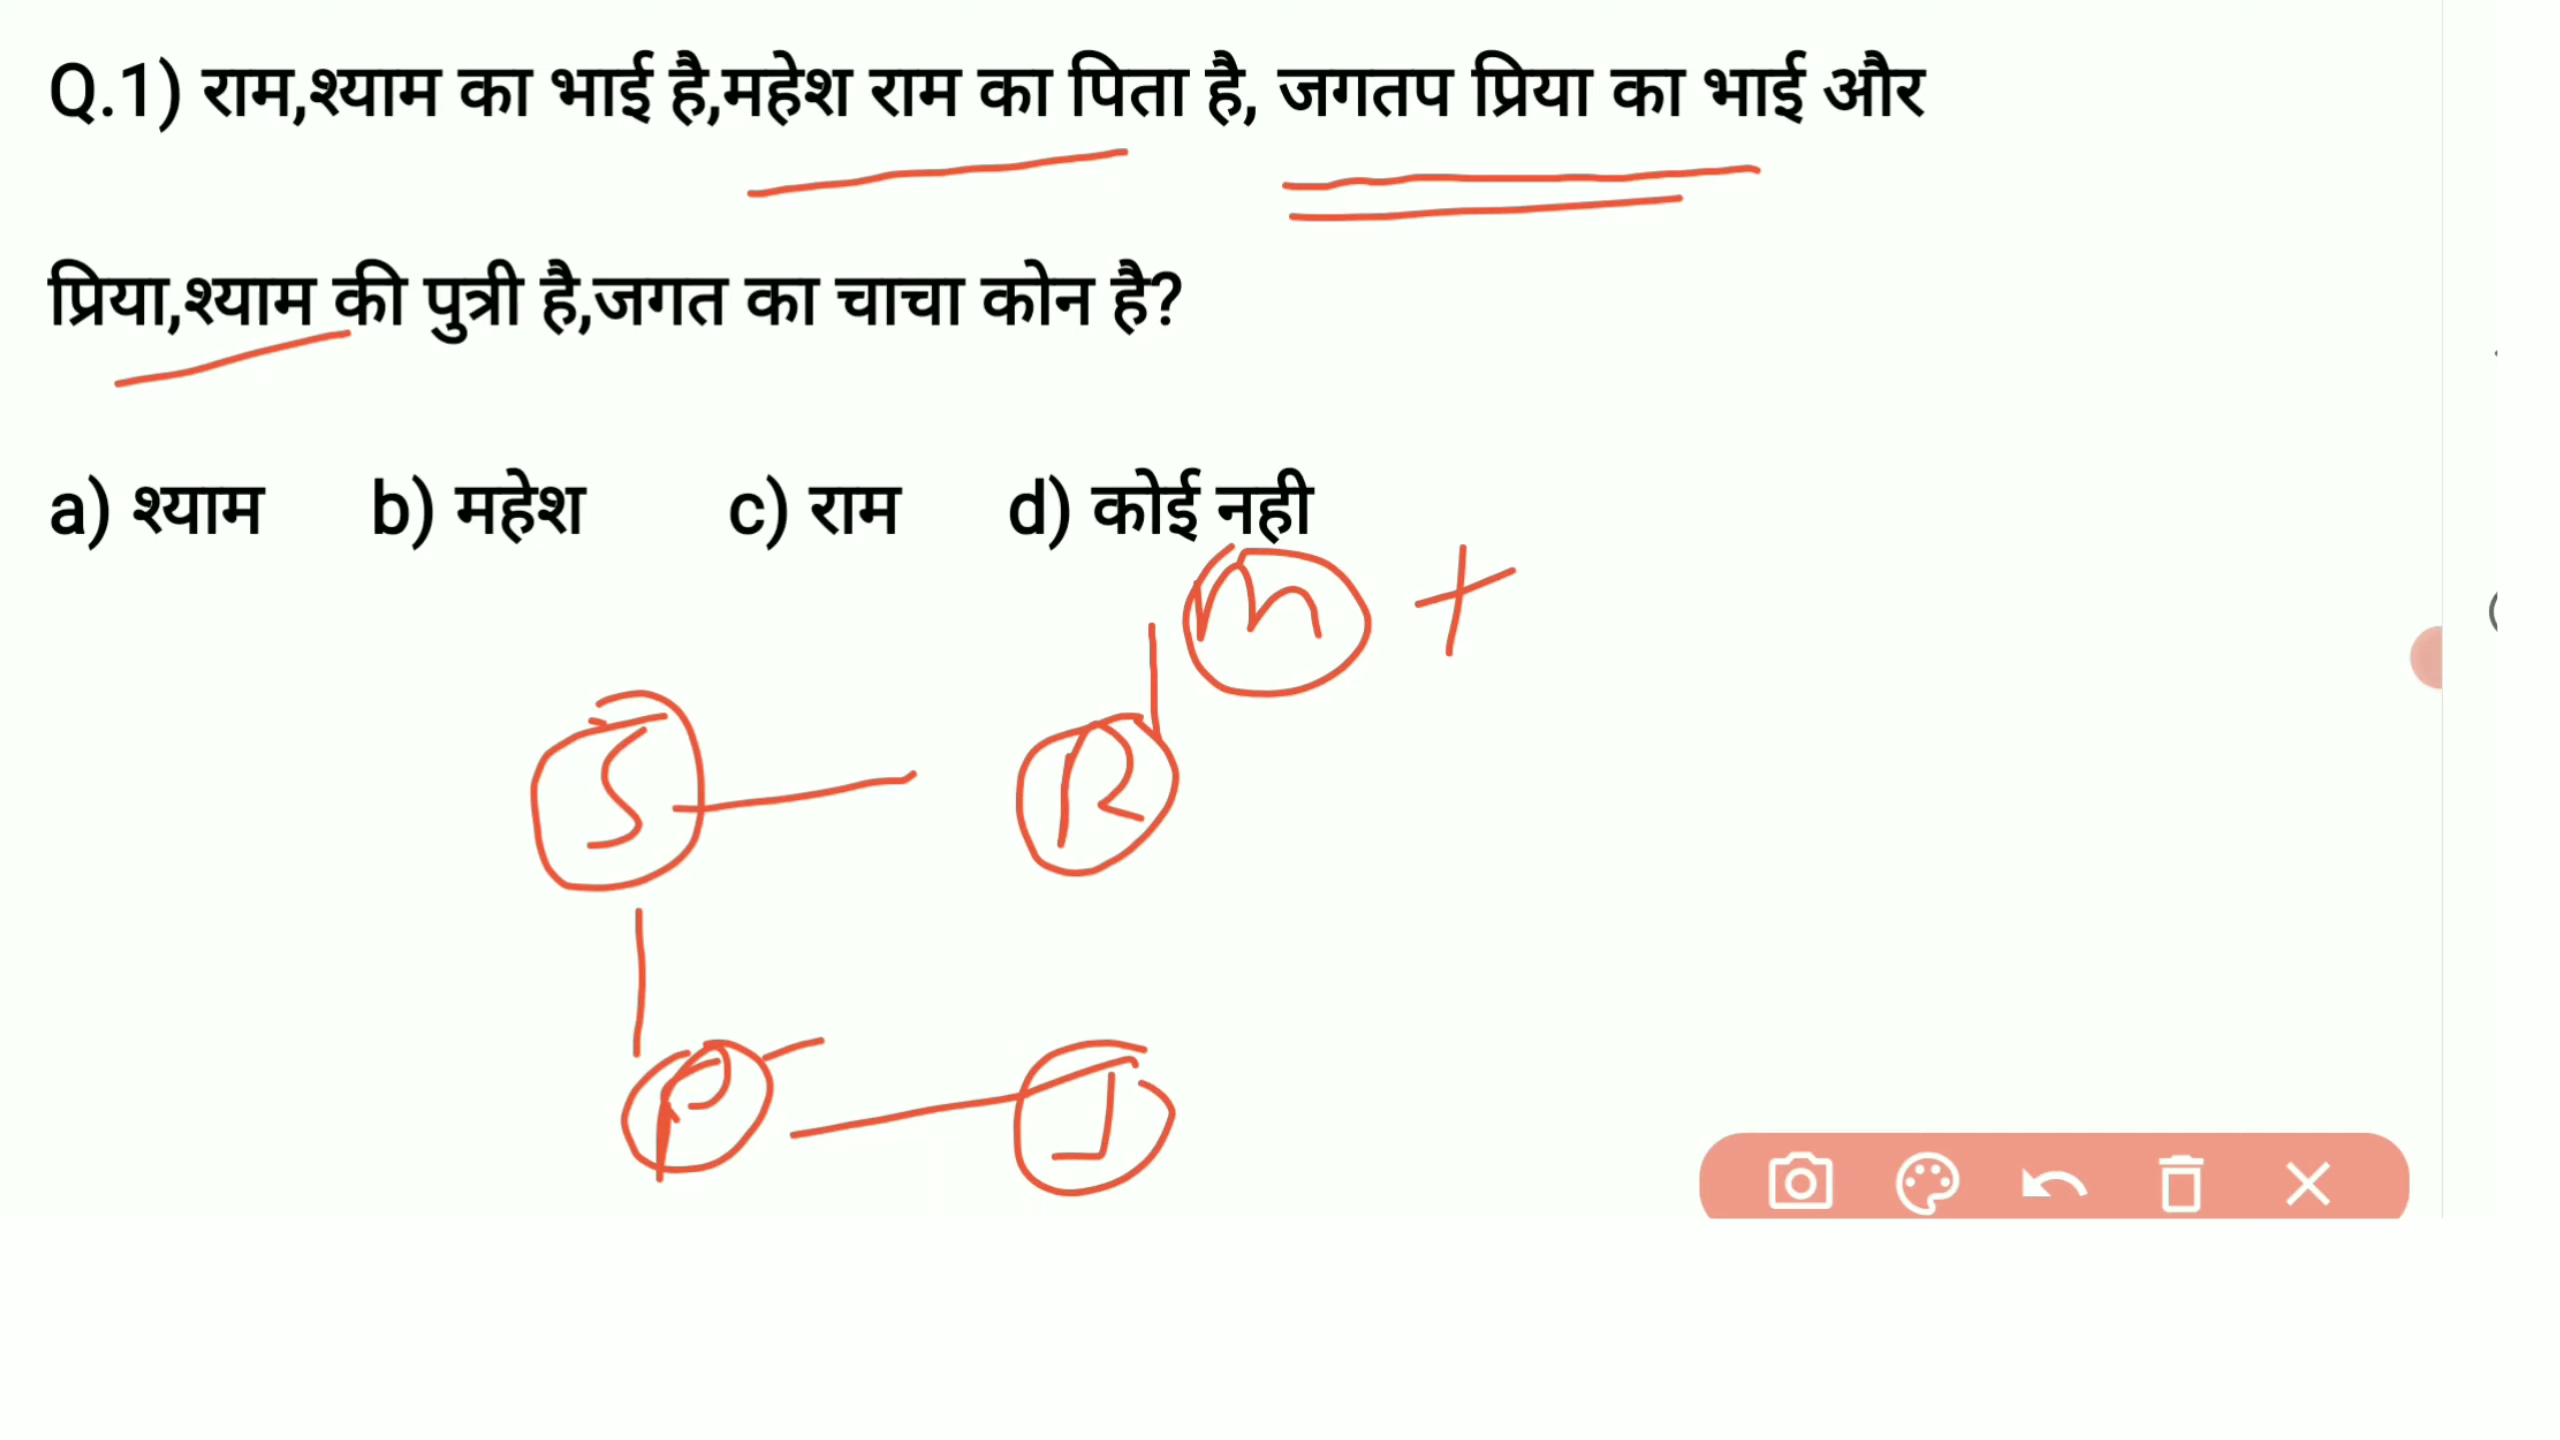 Q.1) राम,श्याम का भाई है,महेश राम का पिता है, जगतप प्रिया का भाई और
प्रिया,श्याम की पुत्री है,जगत का चाचा कोन है?
a) श्याम b) महेश c) राम d) कोई नही
m +
S R
P J